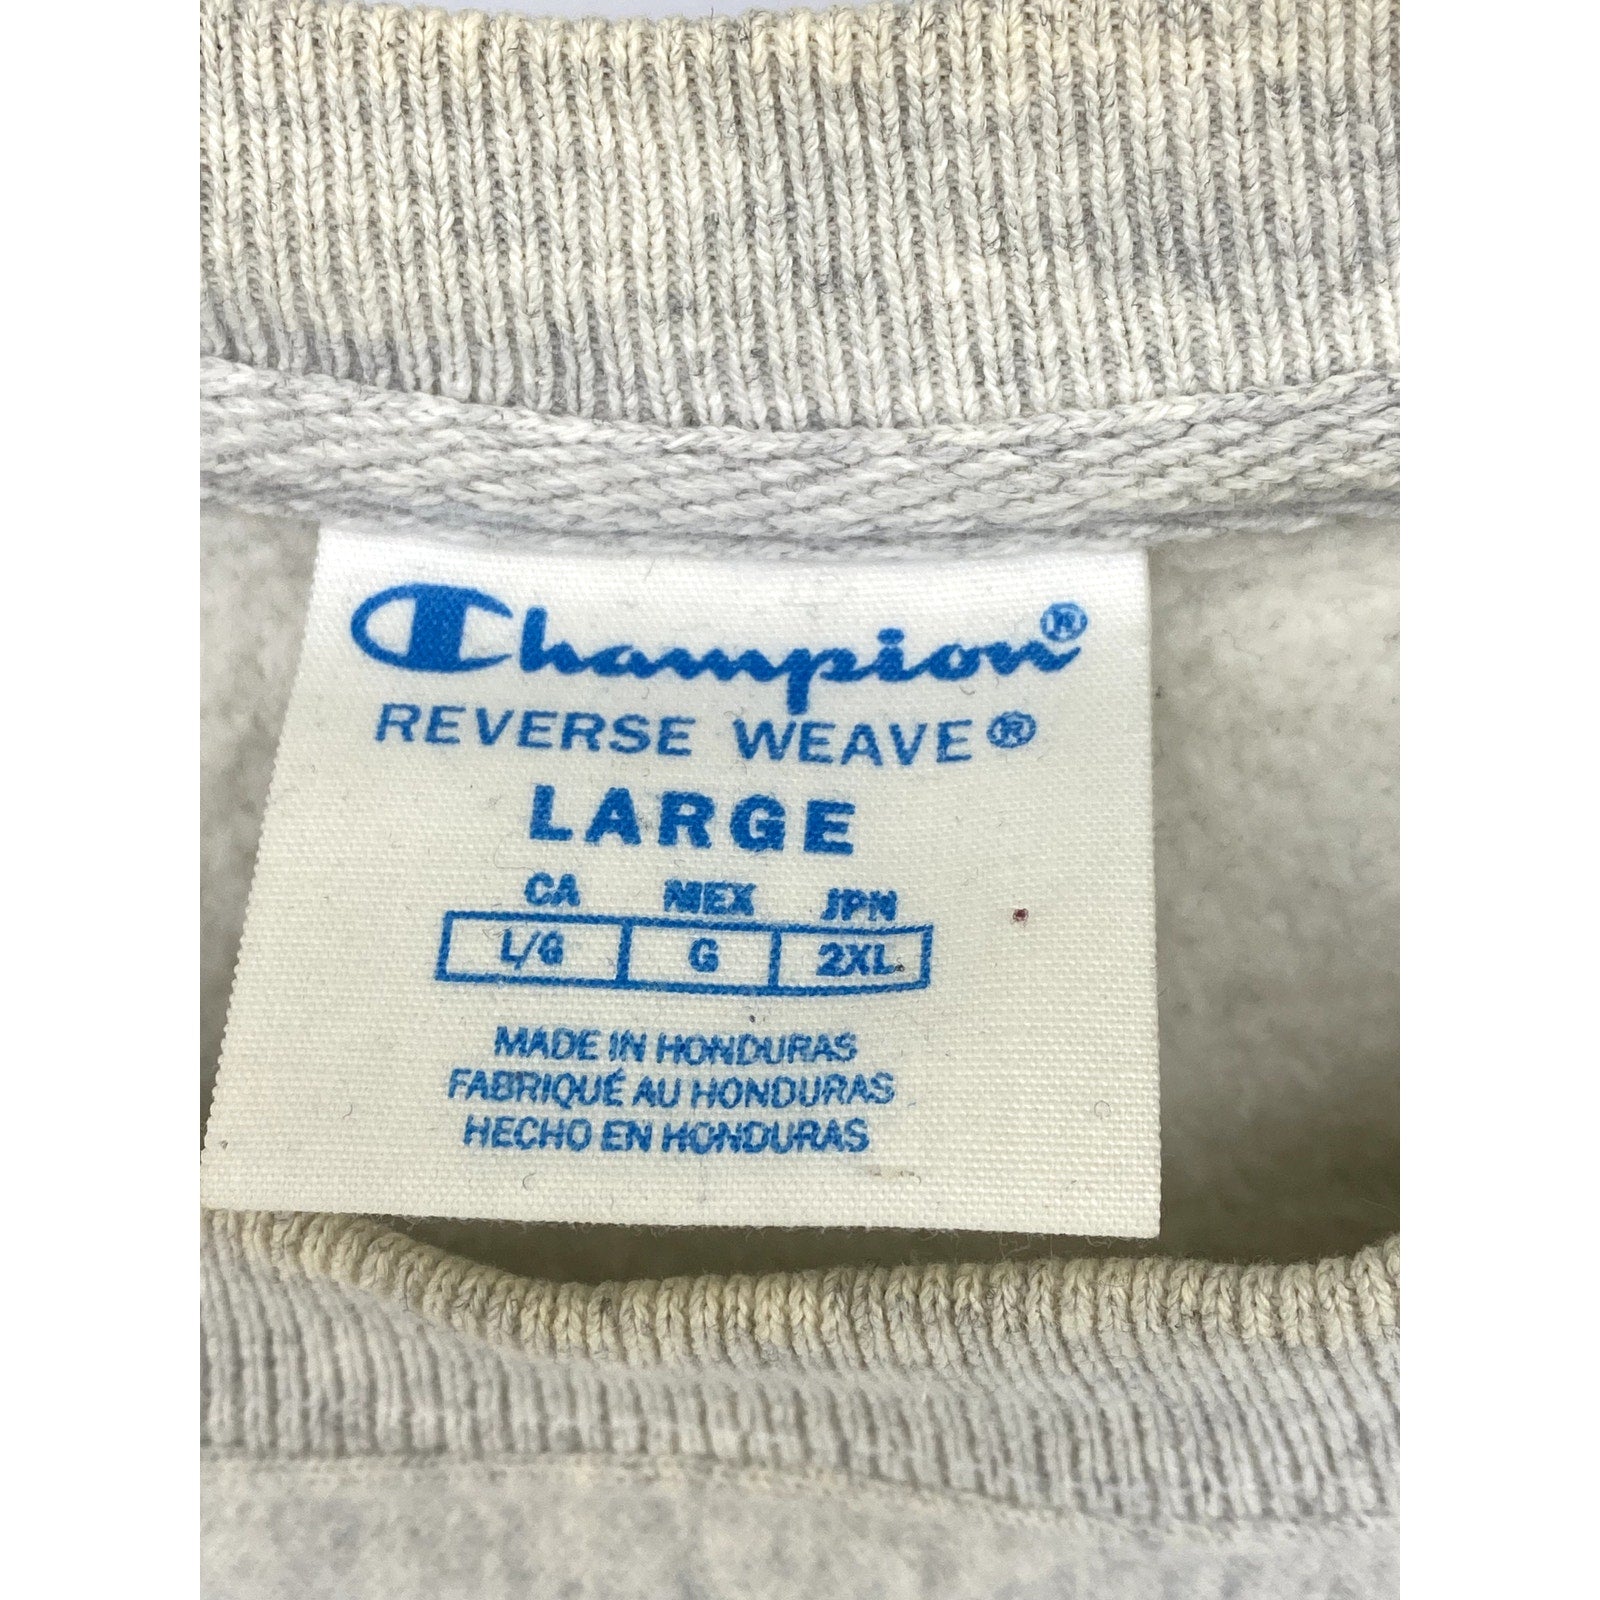 Champion®
REVERSE WEAVE®
LARGE
CA MEX JPN
L/G G 2XL
MADE IN HONDURAS
FABRIQUÉ AU HONDURAS
HECHO EN HONDURAS